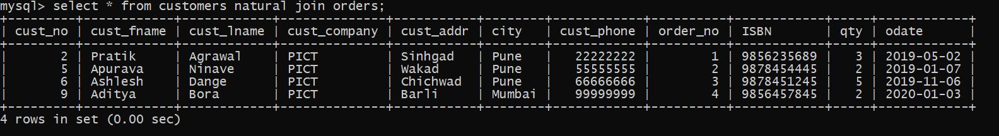 mysql> select * from customers natural join orders;
+---------+------------+------------+--------------+-----------+--------+------------+----------+------------+-----+------------+
| cust_no | cust_fname | cust_lname | cust_company | cust_addr | city   | cust_phone | order_no | ISBN       | qty | odate      |
+---------+------------+------------+--------------+-----------+--------+------------+----------+------------+-----+------------+
|       2 | Pratik     | Agrawal    | PICT         | Sinhgad   | Pune   |   22222222 |        1 | 9856235689 |   3 | 2019-05-02 |
|       5 | Apurava    | Ninave     | PICT         | Wakad     | Pune   |   55555555 |        2 | 9878454445 |   2 | 2019-01-07 |
|       6 | Ashlesh    | Dange      | PICT         | Chichwad  | Pune   |   66666666 |        3 | 9878451245 |   5 | 2019-11-06 |
|       9 | Aditya     | Bora       | PICT         | Barli     | Mumbai |   99999999 |        4 | 9856457845 |   2 | 2020-01-03 |
+---------+------------+------------+--------------+-----------+--------+------------+----------+------------+-----+------------+
4 rows in set (0.00 sec)